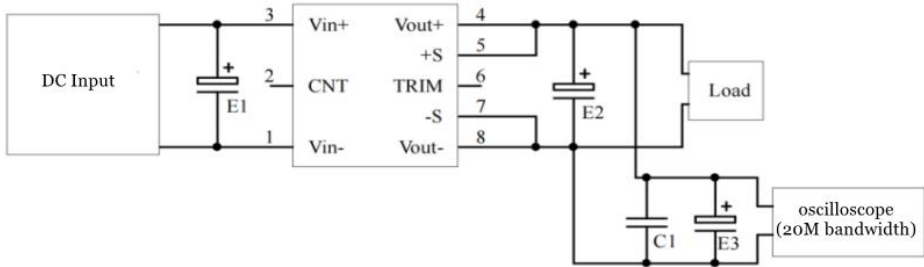 DC Input
+
E1
3
2
1
Vin+
CNT
Vin-
Vout+
+S
TRIM
-S
Vout-
4
5
6
7
8
+
E2
Load
C1
+
E3
oscilloscope
(20M bandwidth)